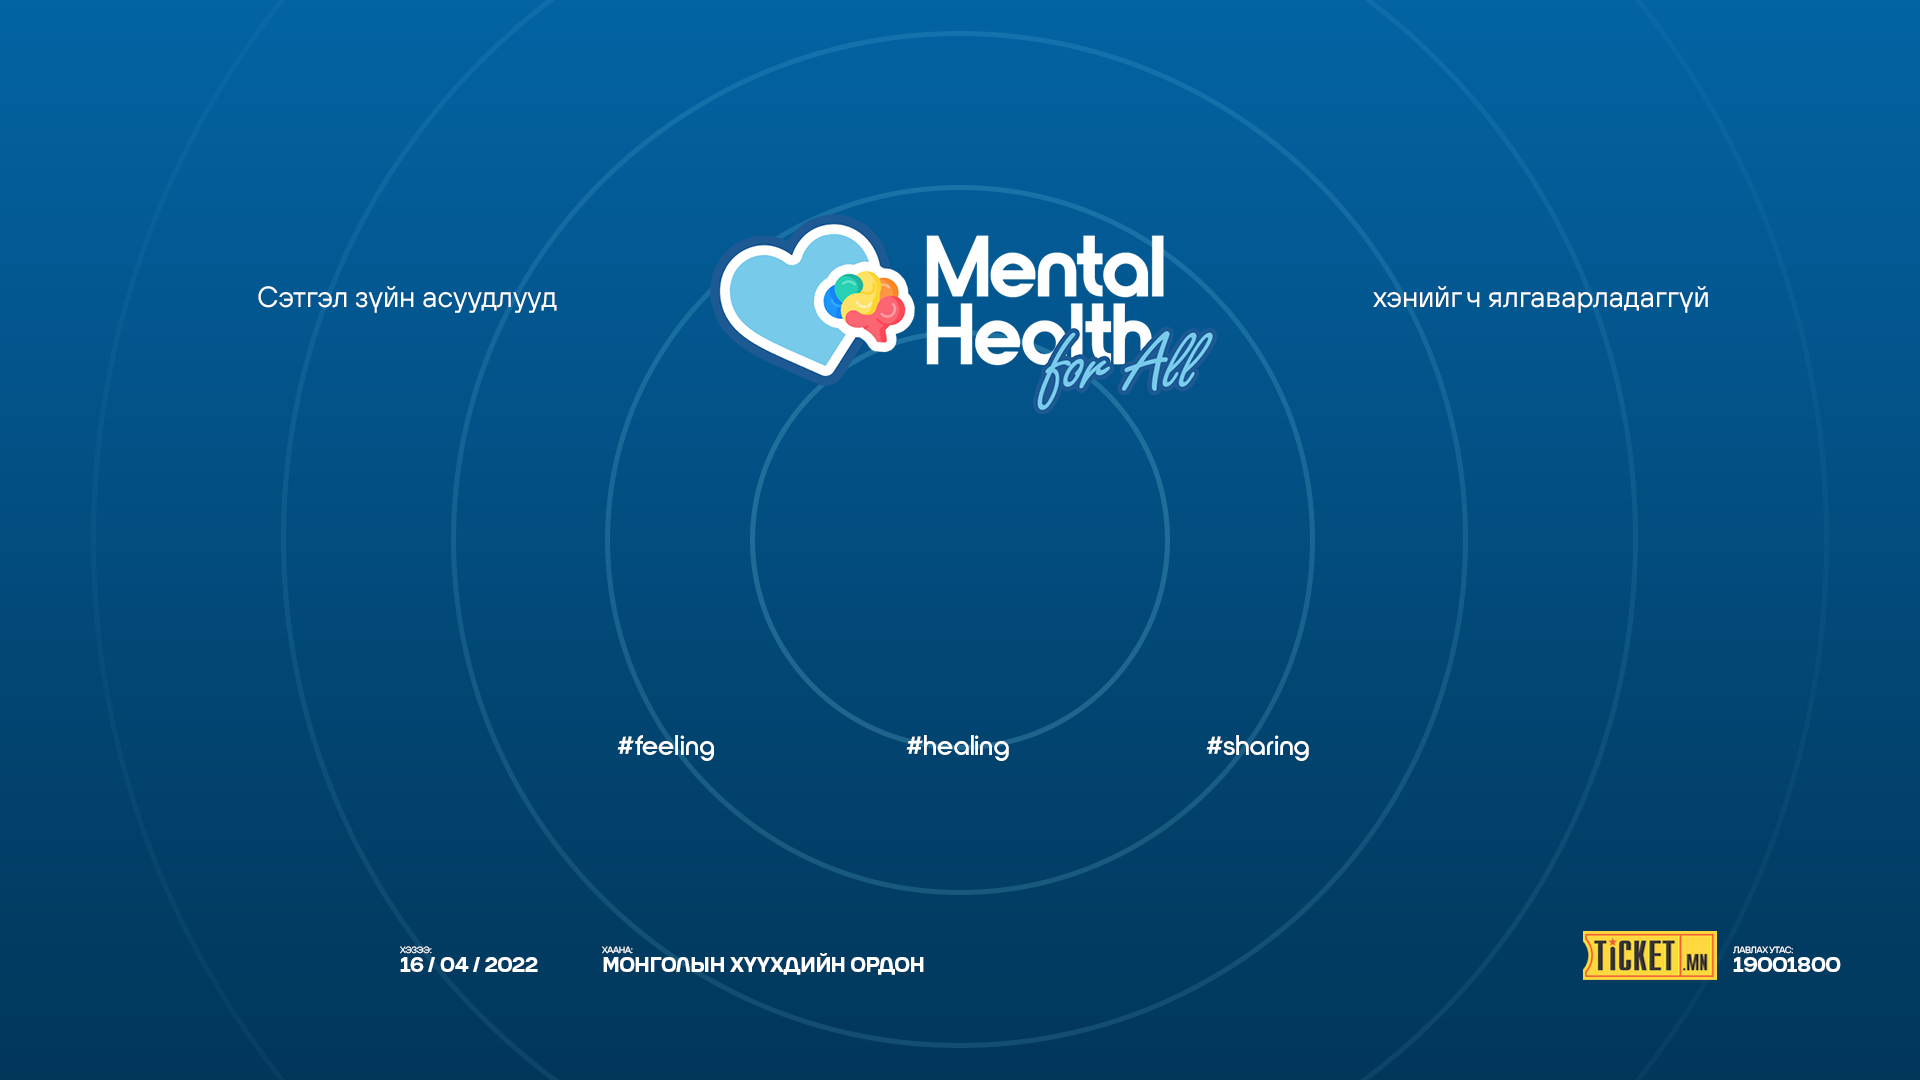 Сэтгэл зүйн асуудлууд
Mental
Health
for All
хэнийг ч ялгаварладаггүй
#feeling
#healing
#sharing
ХЭЗЭЭ:
16 / 04 / 2022
ХААНА:
МОНГОЛЫН ХҮҮХДИЙН ОРДОН
TiCKET.MN
ЛАВЛАХ УТАС:
19001800